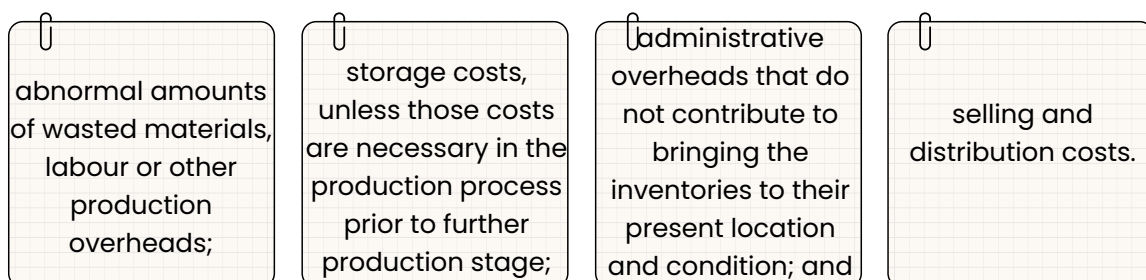 abnormal amounts
of wasted materials,
labour or other
production
overheads;
storage costs,
unless those costs
are necessary in the
production process
prior to further
production stage;
administrative
overheads that do
not contribute to
bringing the
inventories to their
present location
and condition; and
selling and
distribution costs.